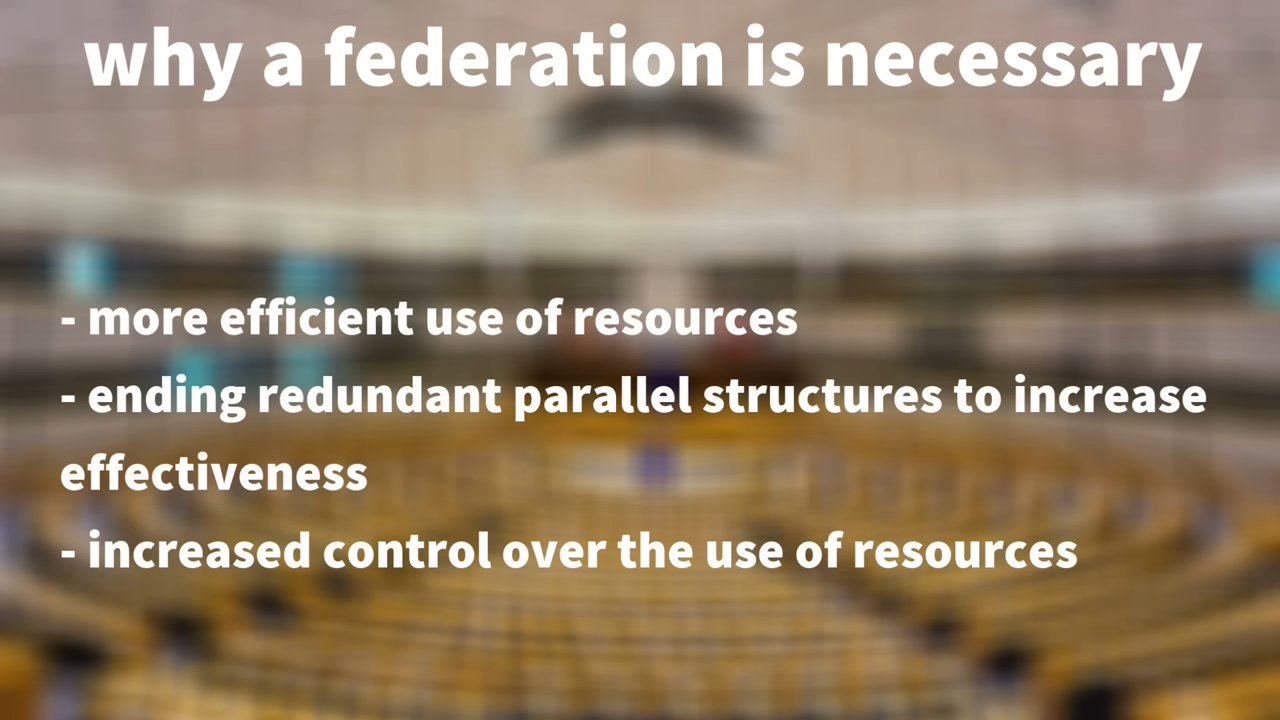 why a federation is necessary
- more efficient use of resources
- ending redundant parallel structures to increase
effectiveness
- increased control over the use of resources